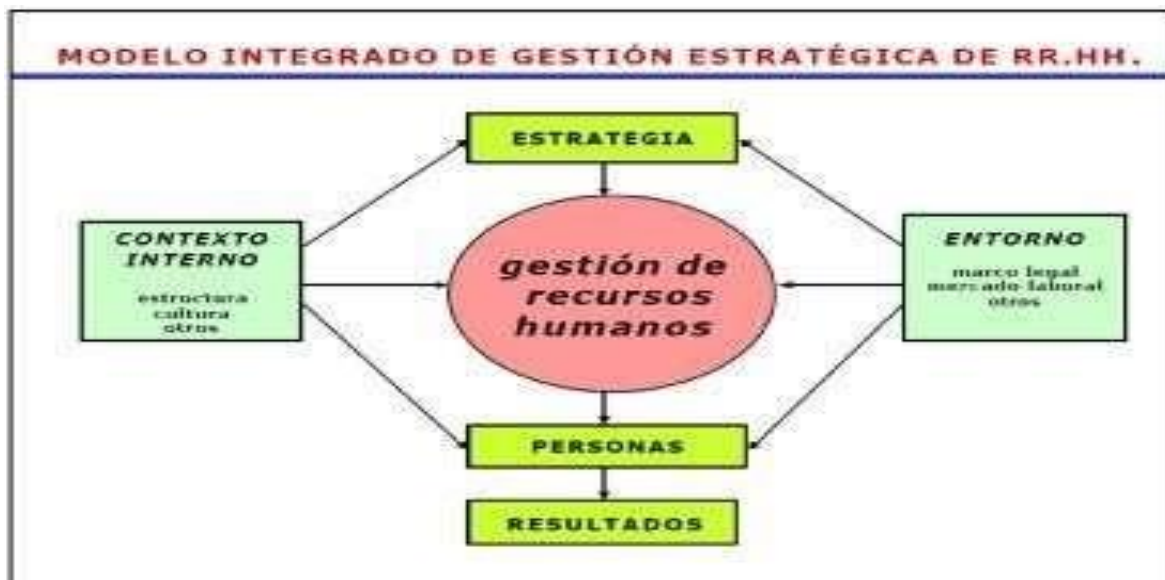 MODELO INTEGRADO DE GESTIÓN ESTRATÉGICA DE RR.HH.
ESTRATEGIA
CONTEXTO
INTERNO
estructura
cultura
otros
gestión de
recursos
humanos
ENTORNO
marco legal
mercado laboral
otros
PERSONAS
RESULTADOS